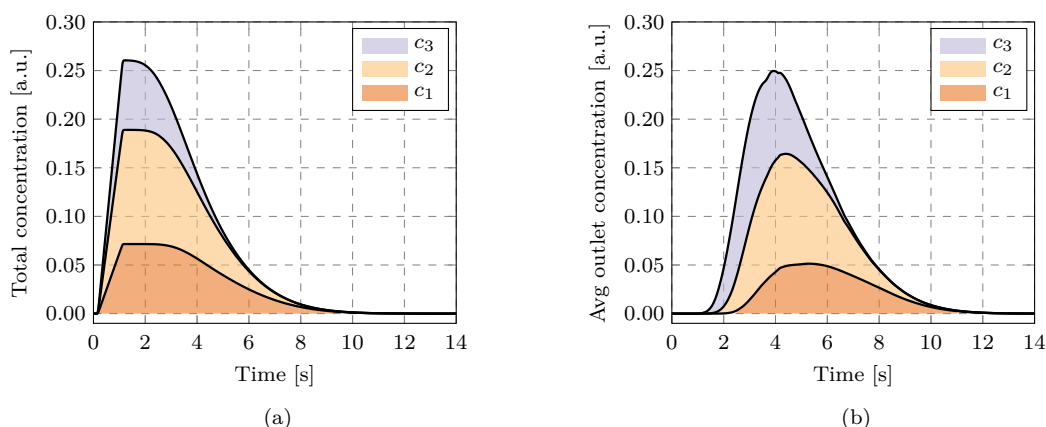 Total concentration [a.u.]
0.30
0.25
0.20
0.15
0.10
0.05
0.00
c3
c2
c1
0 2 4 6 8 10 12 14
Time [s]
(a)
Avg outlet concentration [a.u.]
0.30
0.25
0.20
0.15
0.10
0.05
0.00
c3
c2
c1
0 2 4 6 8 10 12 14
Time [s]
(b)